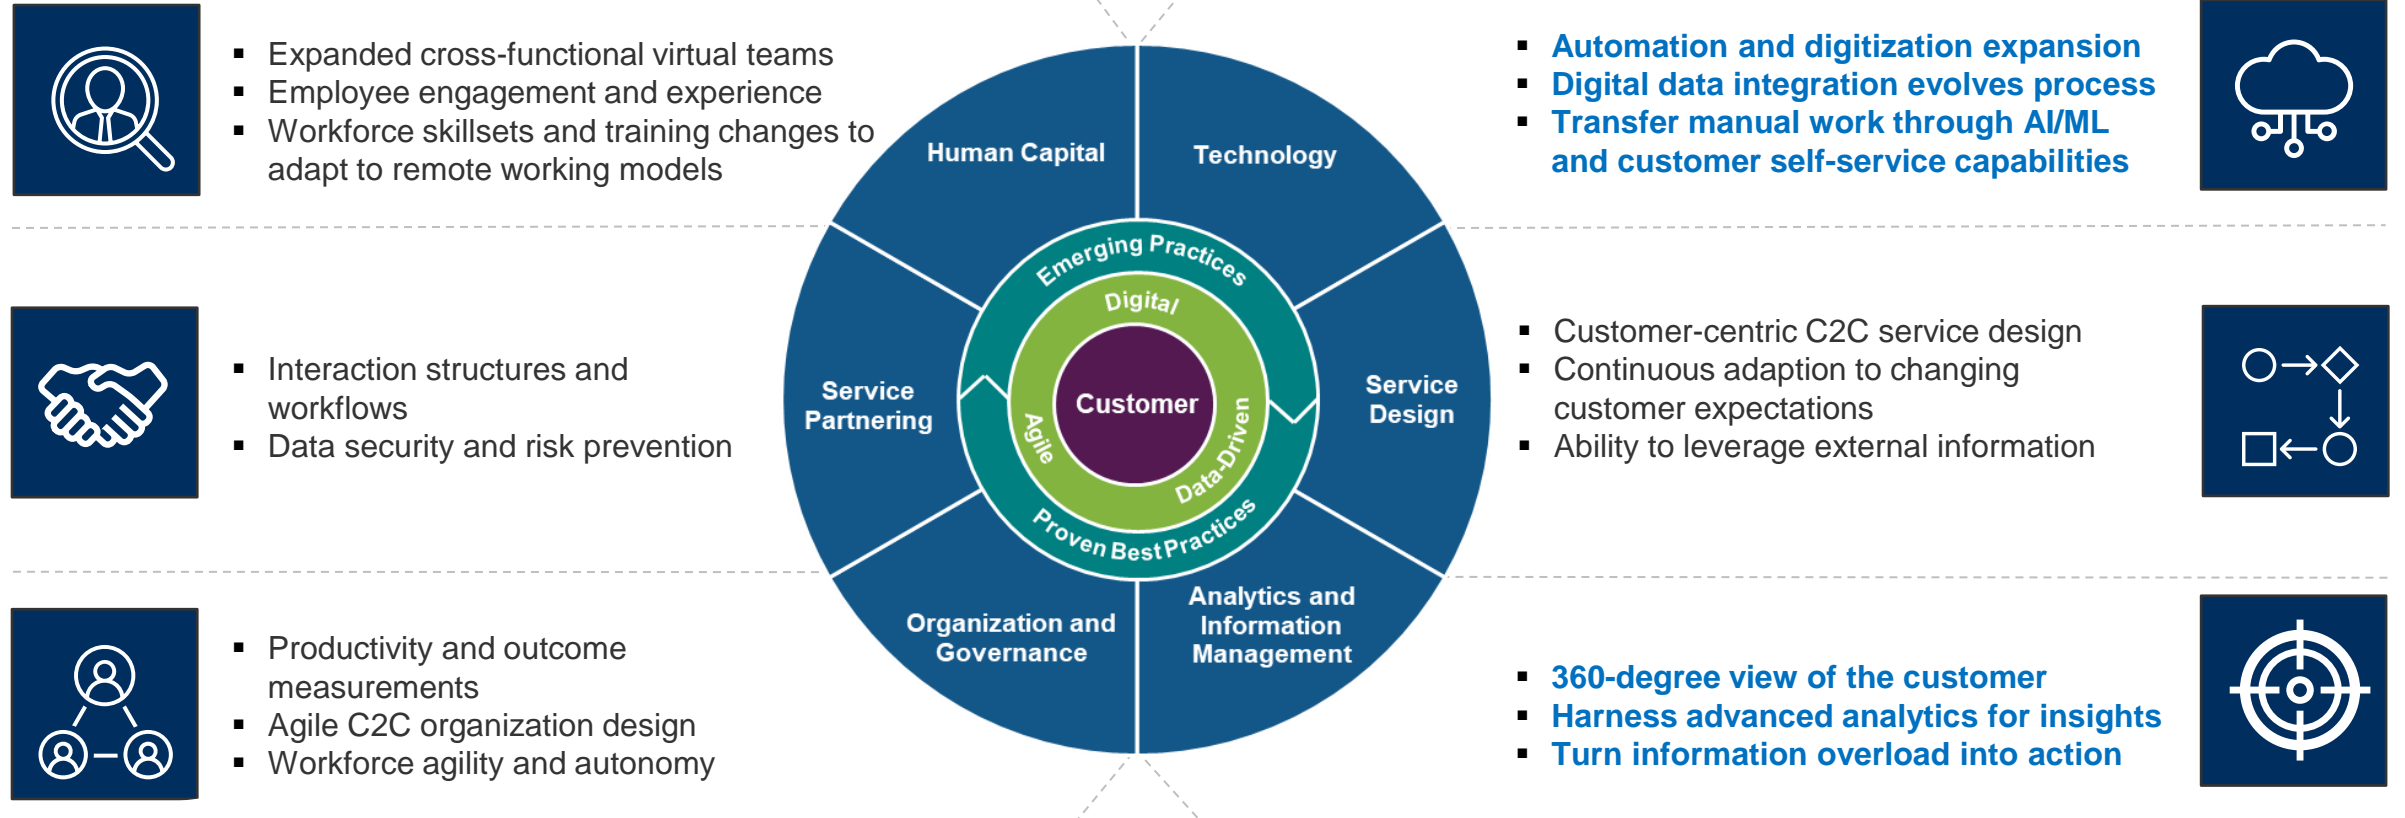 ▪ Expanded cross-functional virtual teams
▪ Employee engagement and experience
▪ Workforce skillsets and training changes to
adapt to remote working models
▪ Interaction structures and
workflows
▪ Data security and risk prevention
▪ Productivity and outcome
measurements
▪ Agile C2C organization design
▪ Workforce agility and autonomy
Human Capital
Technology
Service
Partnering
Service
Design
Organization and
Governance
Analytics and
Information
Management
Emerging Practices
Proven Best Practices
Digital
Agile
Data-Driven
Customer
▪ Automation and digitization expansion
▪ Digital data integration evolves process
▪ Transfer manual work through AI/ML
and customer self-service capabilities
▪ Customer-centric C2C service design
▪ Continuous adaption to changing
customer expectations
▪ Ability to leverage external information
▪ 360-degree view of the customer
▪ Harness advanced analytics for insights
▪ Turn information overload into action